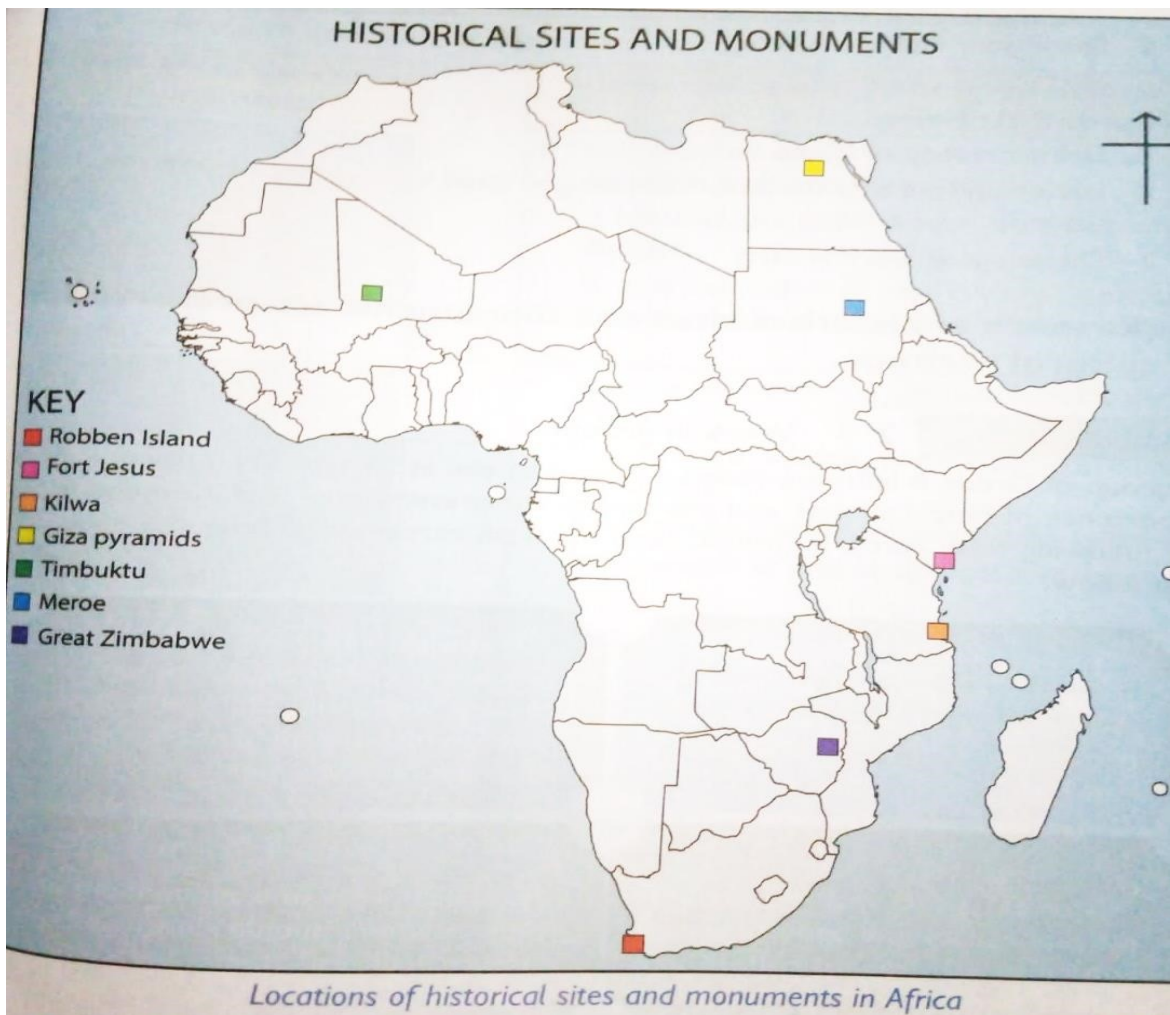 HISTORICAL SITES AND MONUMENTS
KEY
Robben Island
Fort Jesus
Kilwa
Giza pyramids
Timbuktu
Meroe
Great Zimbabwe
Locations of historical sites and monuments in Africa